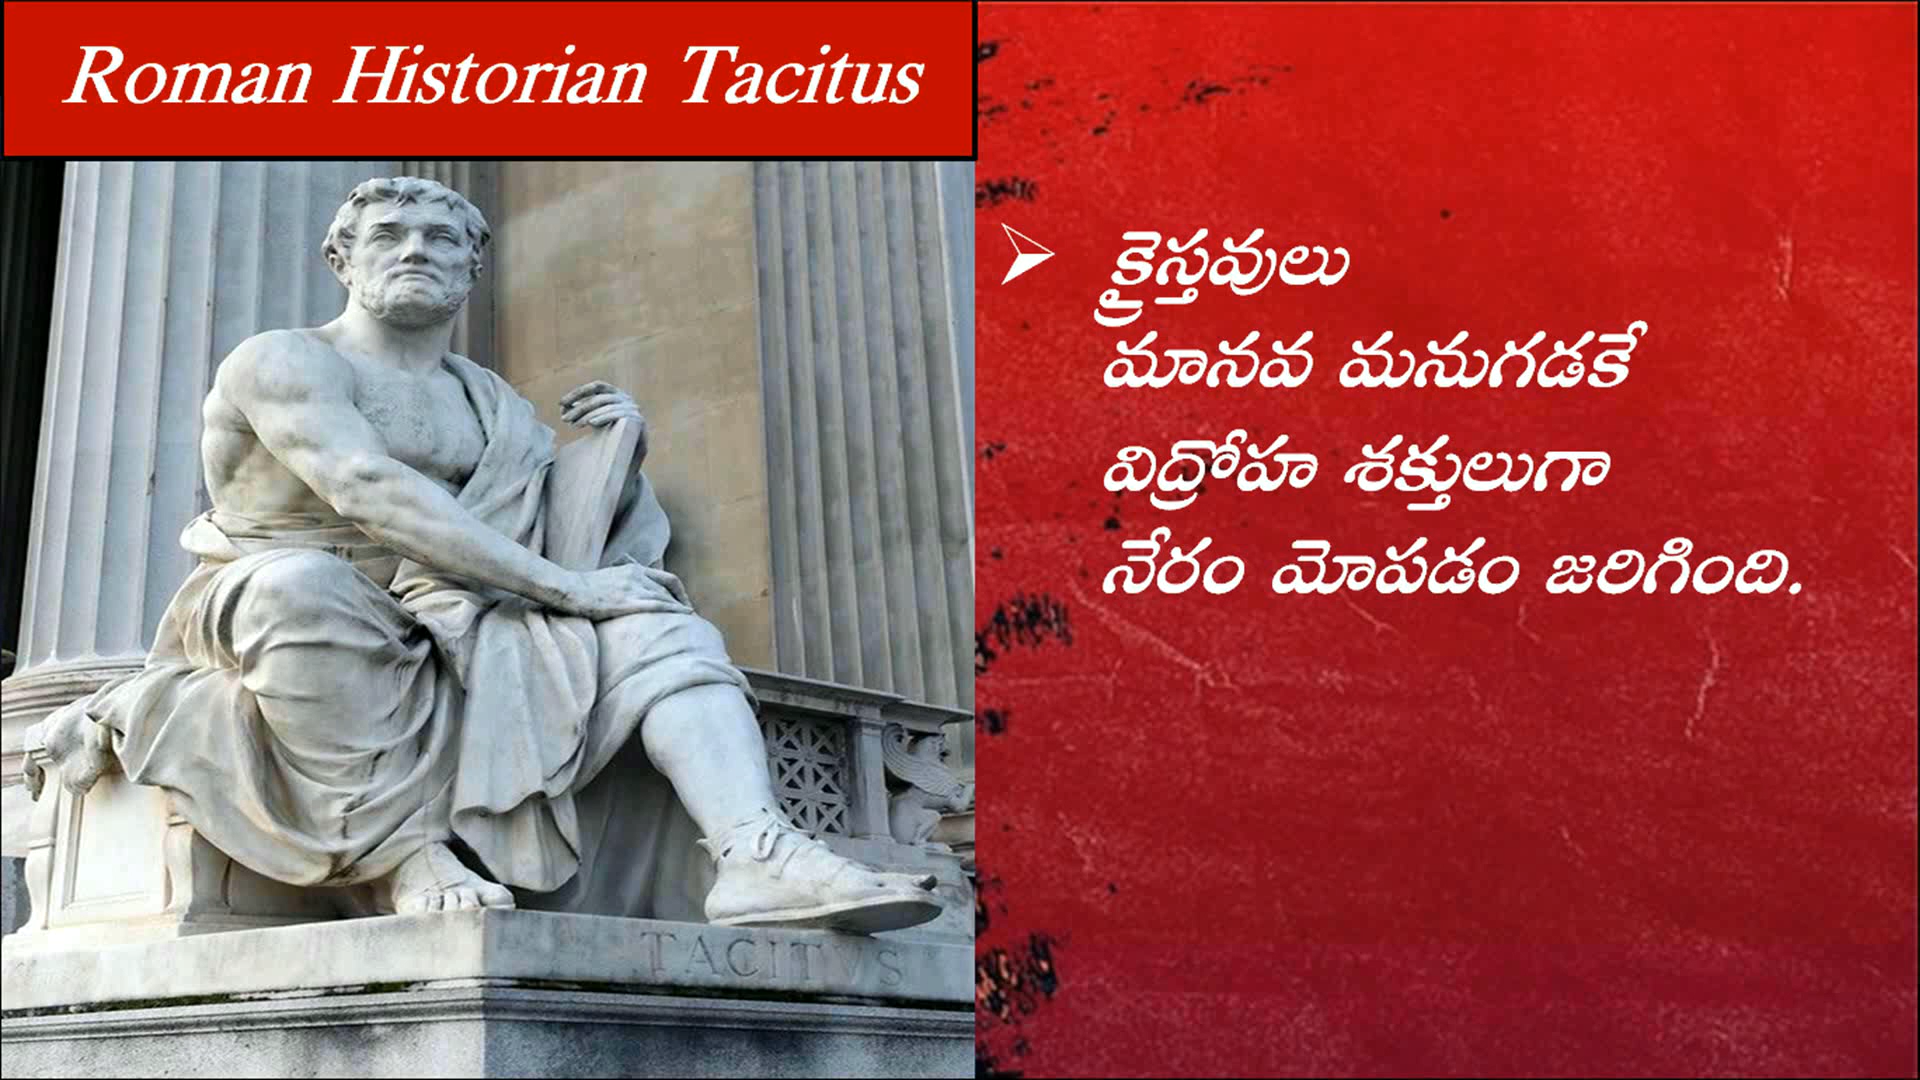 Roman Historian Tacitus
క్రైస్తవులు
మానవ మనుగడకే
విద్రోహ శక్తులుగా
నేరం మోపడం జరిగింది.
TACITVS